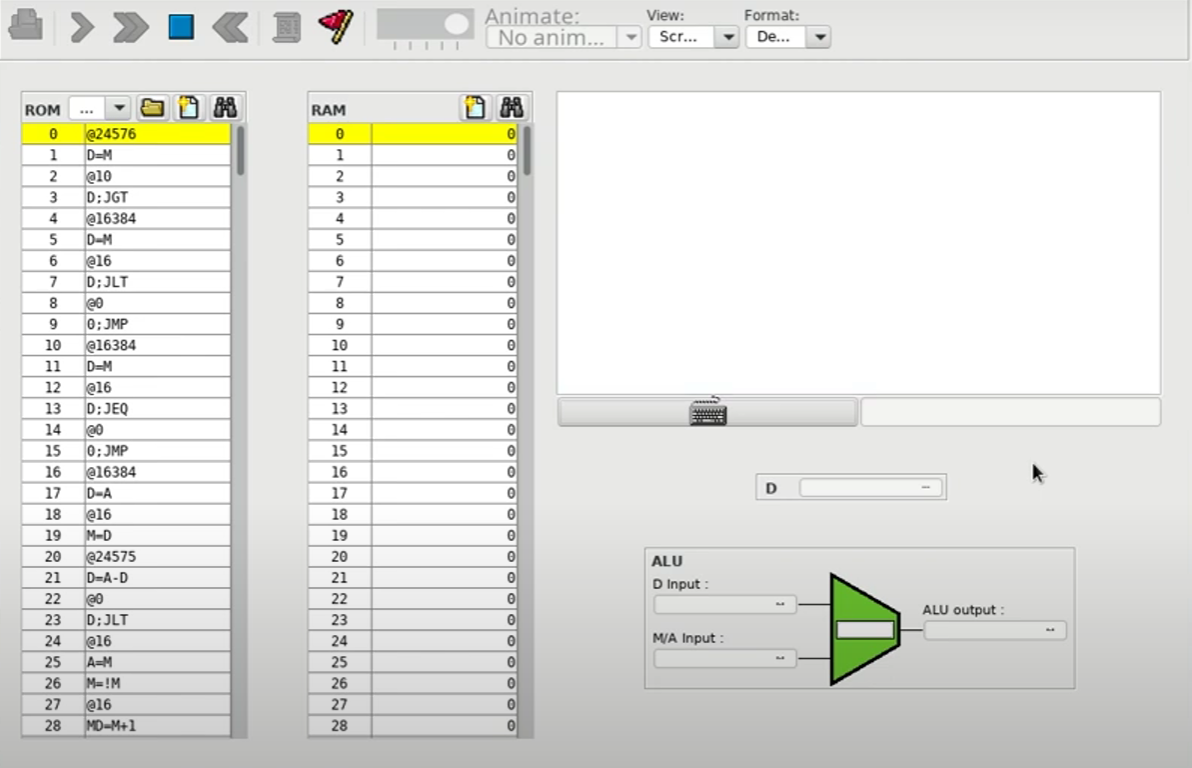 Animate:
View:
Format:
No anim...
Scr...
De...
ROM
...
0 @24576
1 D=M
2 @10
3 D;JGT
4 @16384
5 D=M
6 @16
7 D;JLT
8 @0
9 0;JMP
10 @16384
11 D=M
12 @16
13 D;JEQ
14 @0
15 0;JMP
16 @16384
17 D=A
18 @16
19 M=D
20 @24575
21 D=A-D
22 @0
23 D;JLT
24 @16
25 A=M
26 M=!M
27 @16
28 MD=M+1
RAM
0 0
1 0
2 0
3 0
4 0
5 0
6 0
7 0
8 0
9 0
10 0
11 0
12 0
13 0
14 0
15 0
16 0
17 0
18 0
19 0
20 0
21 0
22 0
23 0
24 0
25 0
26 0
27 0
28 0
D
ALU
D Input :
M/A Input :
ALU output :